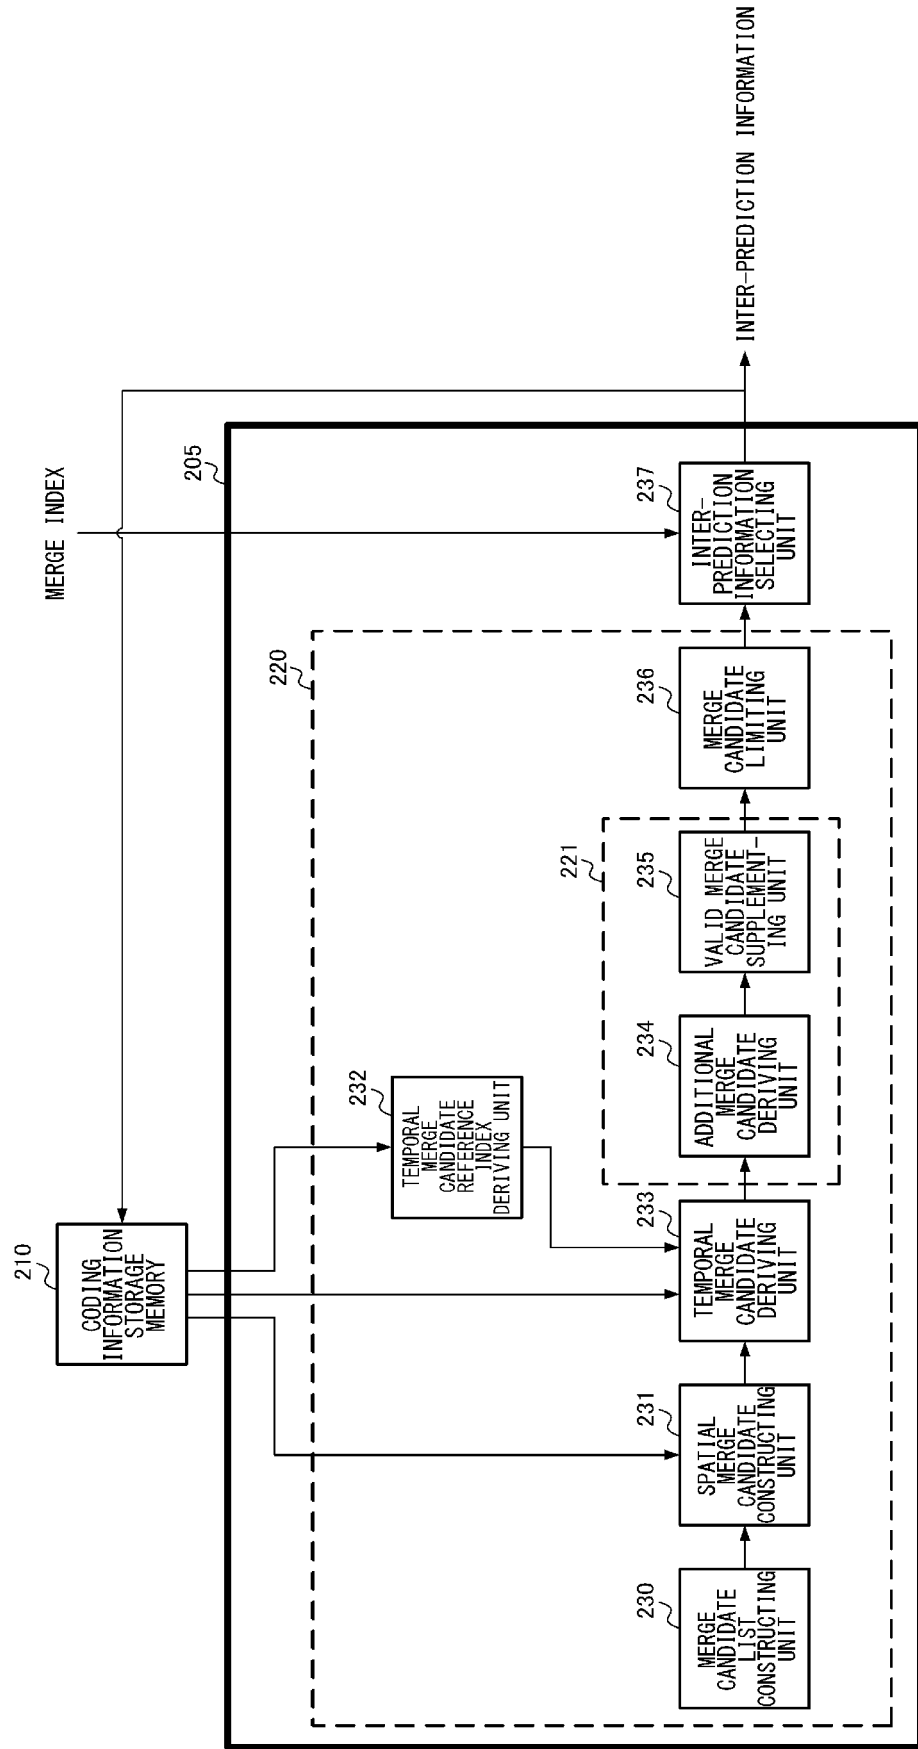 MERGE INDEX
210
CODING
INFORMATION
STORAGE
MEMORY
205
220
232
TEMPORAL
MERGE
CANDIDATE
REFERENCE
INDEX
DERIVING UNIT
221
230
MERGE
CANDIDATE
LIST
CONSTRUCTING
UNIT
231
SPATIAL
MERGE
CANDIDATE
CONSTRUCTING
UNIT
233
TEMPORAL
MERGE
CANDIDATE
DERIVING
UNIT
234
ADDITIONAL
MERGE
CANDIDATE
DERIVING
UNIT
235
VALID MERGE
CANDIDATE
SUPPLEMENT-
ING UNIT
236
MERGE
CANDIDATE
LIMITING
UNIT
237
INTER-
PREDICTION
INFORMATION
SELECTING
UNIT
INTER-PREDICTION INFORMATION